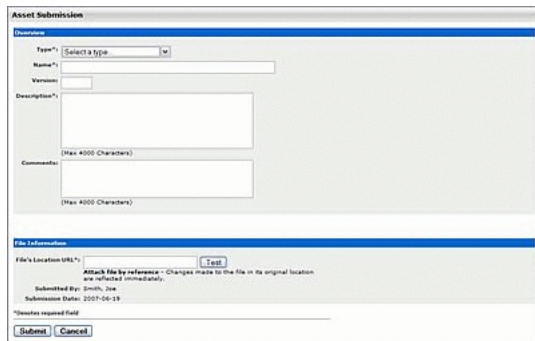 Asset Submission
Overview
Type*: Select a type...
Name*:
Version:
Description*:
(Max 4000 Characters)
Comments:
(Max 4000 Characters)
File Information
File's Location URL*: Test
Attach file by reference - Changes made to the file in its original location
are reflected immediately.
Submitted By: Smith, Joe
Submission Date: 2007-06-19
*Denotes required field
Submit Cancel